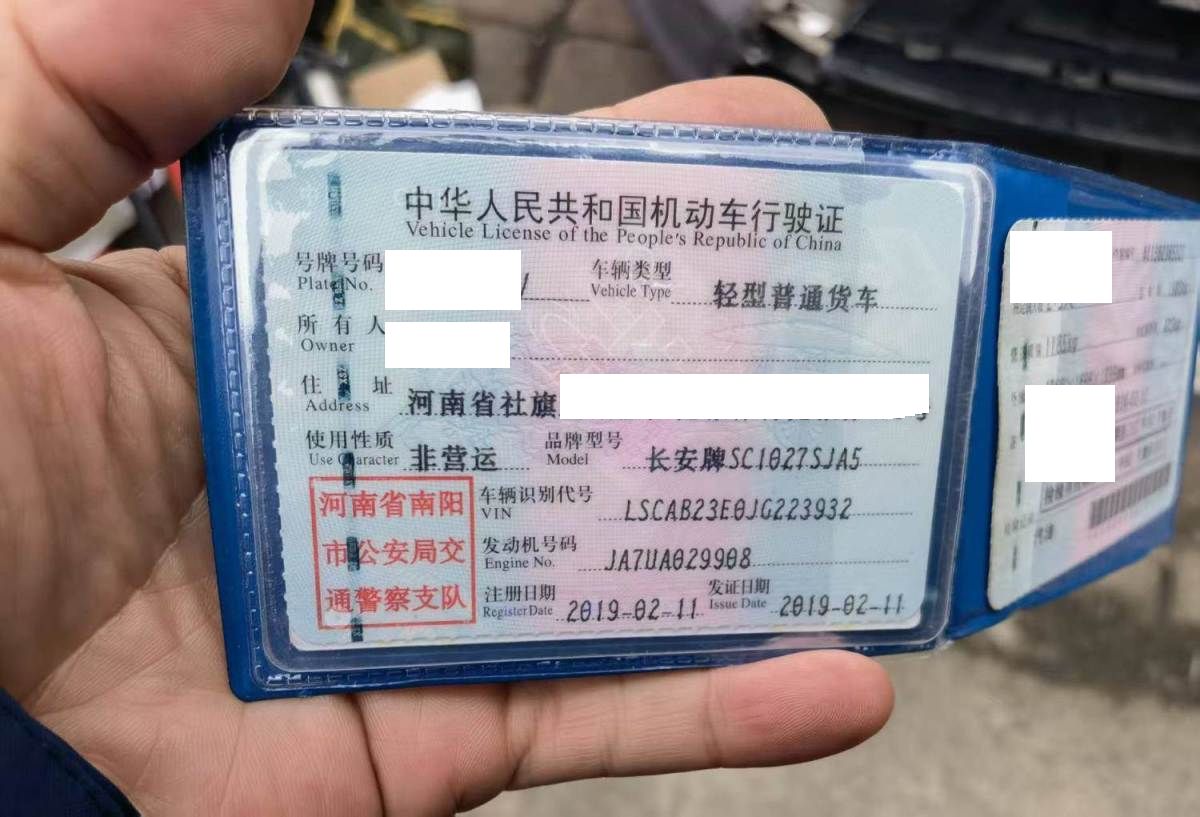 中华人民共和国机动车行驶证
Vehicle License of the People's Republic of China
号牌号码
Plate No.
车辆类型
Vehicle Type
轻型普通货车
所有人
Owner
住址
Address
河南省社旗
使用性质
Use Character
非营运
品牌型号
Model
长安牌SC1027SJA5
河南省南阳
市公安局交
通警察支队
车辆识别代号
VIN
LSCAB23E0JG223932
发动机号码
Engine No.
JA7UA029908
注册日期
Register Date
2019-02-11
发证日期
Issue Date
2019-02-11